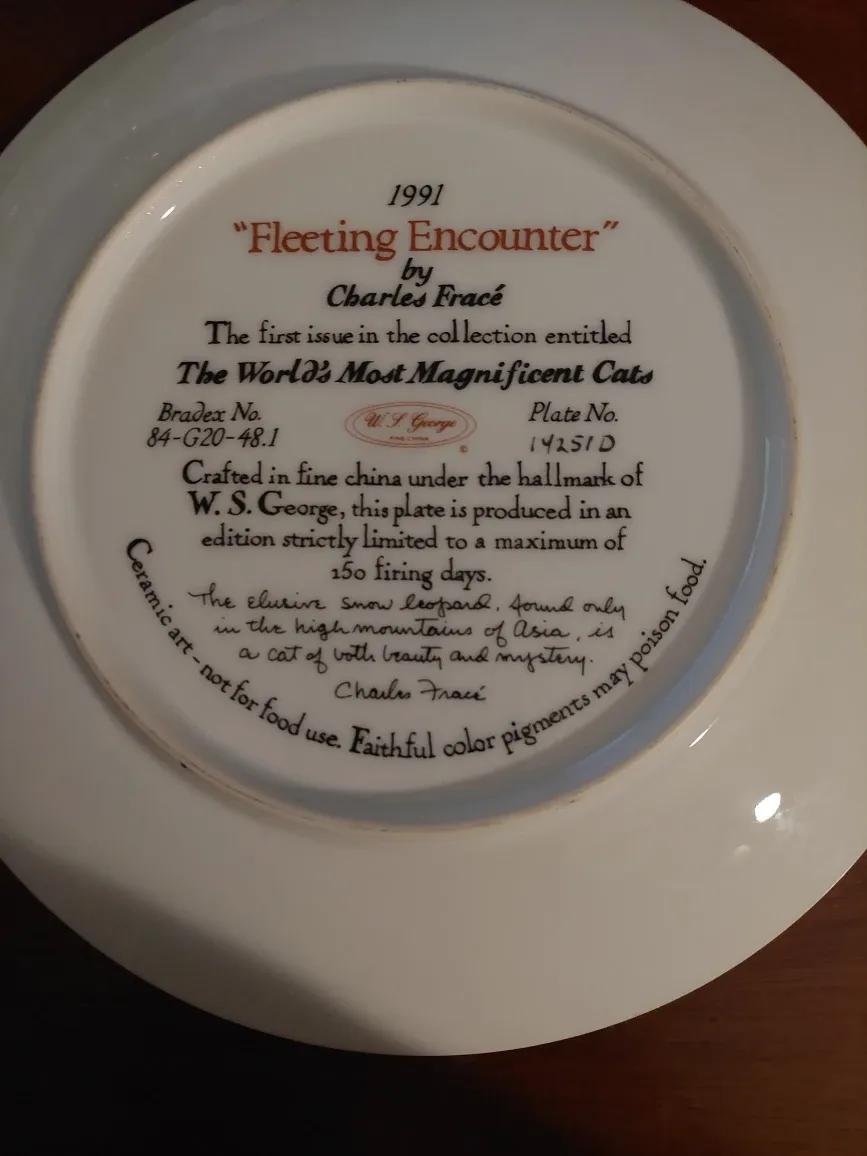 1991
"Fleeting Encounter"
by
Charles Fracé
The first issue in the collection entitled
The World's Most Magnificent Cats
Bradex No.
84-G20-48.1
W. S. George
FINE CHINA
©
Plate No.
14251D
Crafted in fine china under the hallmark of
W. S. George, this plate is produced in an
edition strictly limited to a maximum of
150 firing days.
The elusive snow leopard, found only
in the high mountains of Asia, is
a cat of both beauty and mystery.
Charles Fracé
Ceramic art - not for food use. Faithful color pigments may poison food.